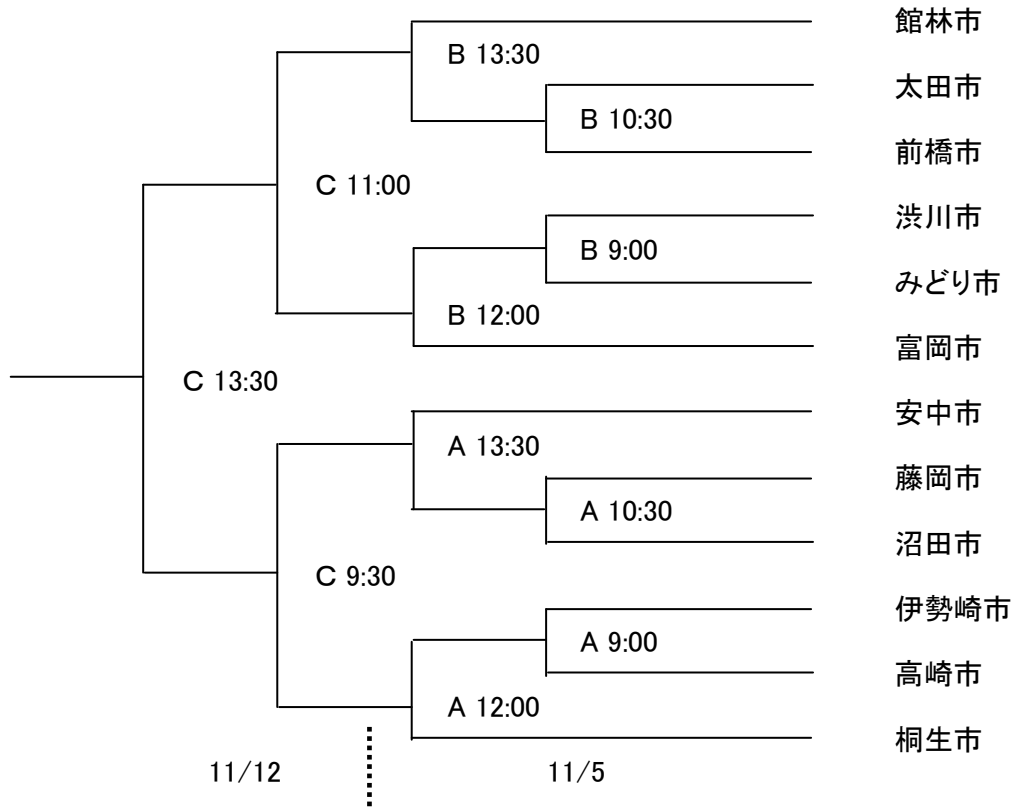 館林市
B 13:30
太田市
B 10:30
前橋市
C 11:00
渋川市
B 9:00
みどり市
B 12:00
富岡市
C 13:30
安中市
A 13:30
藤岡市
A 10:30
沼田市
C 9:30
伊勢崎市
A 9:00
高崎市
A 12:00
桐生市
11/12
11/5